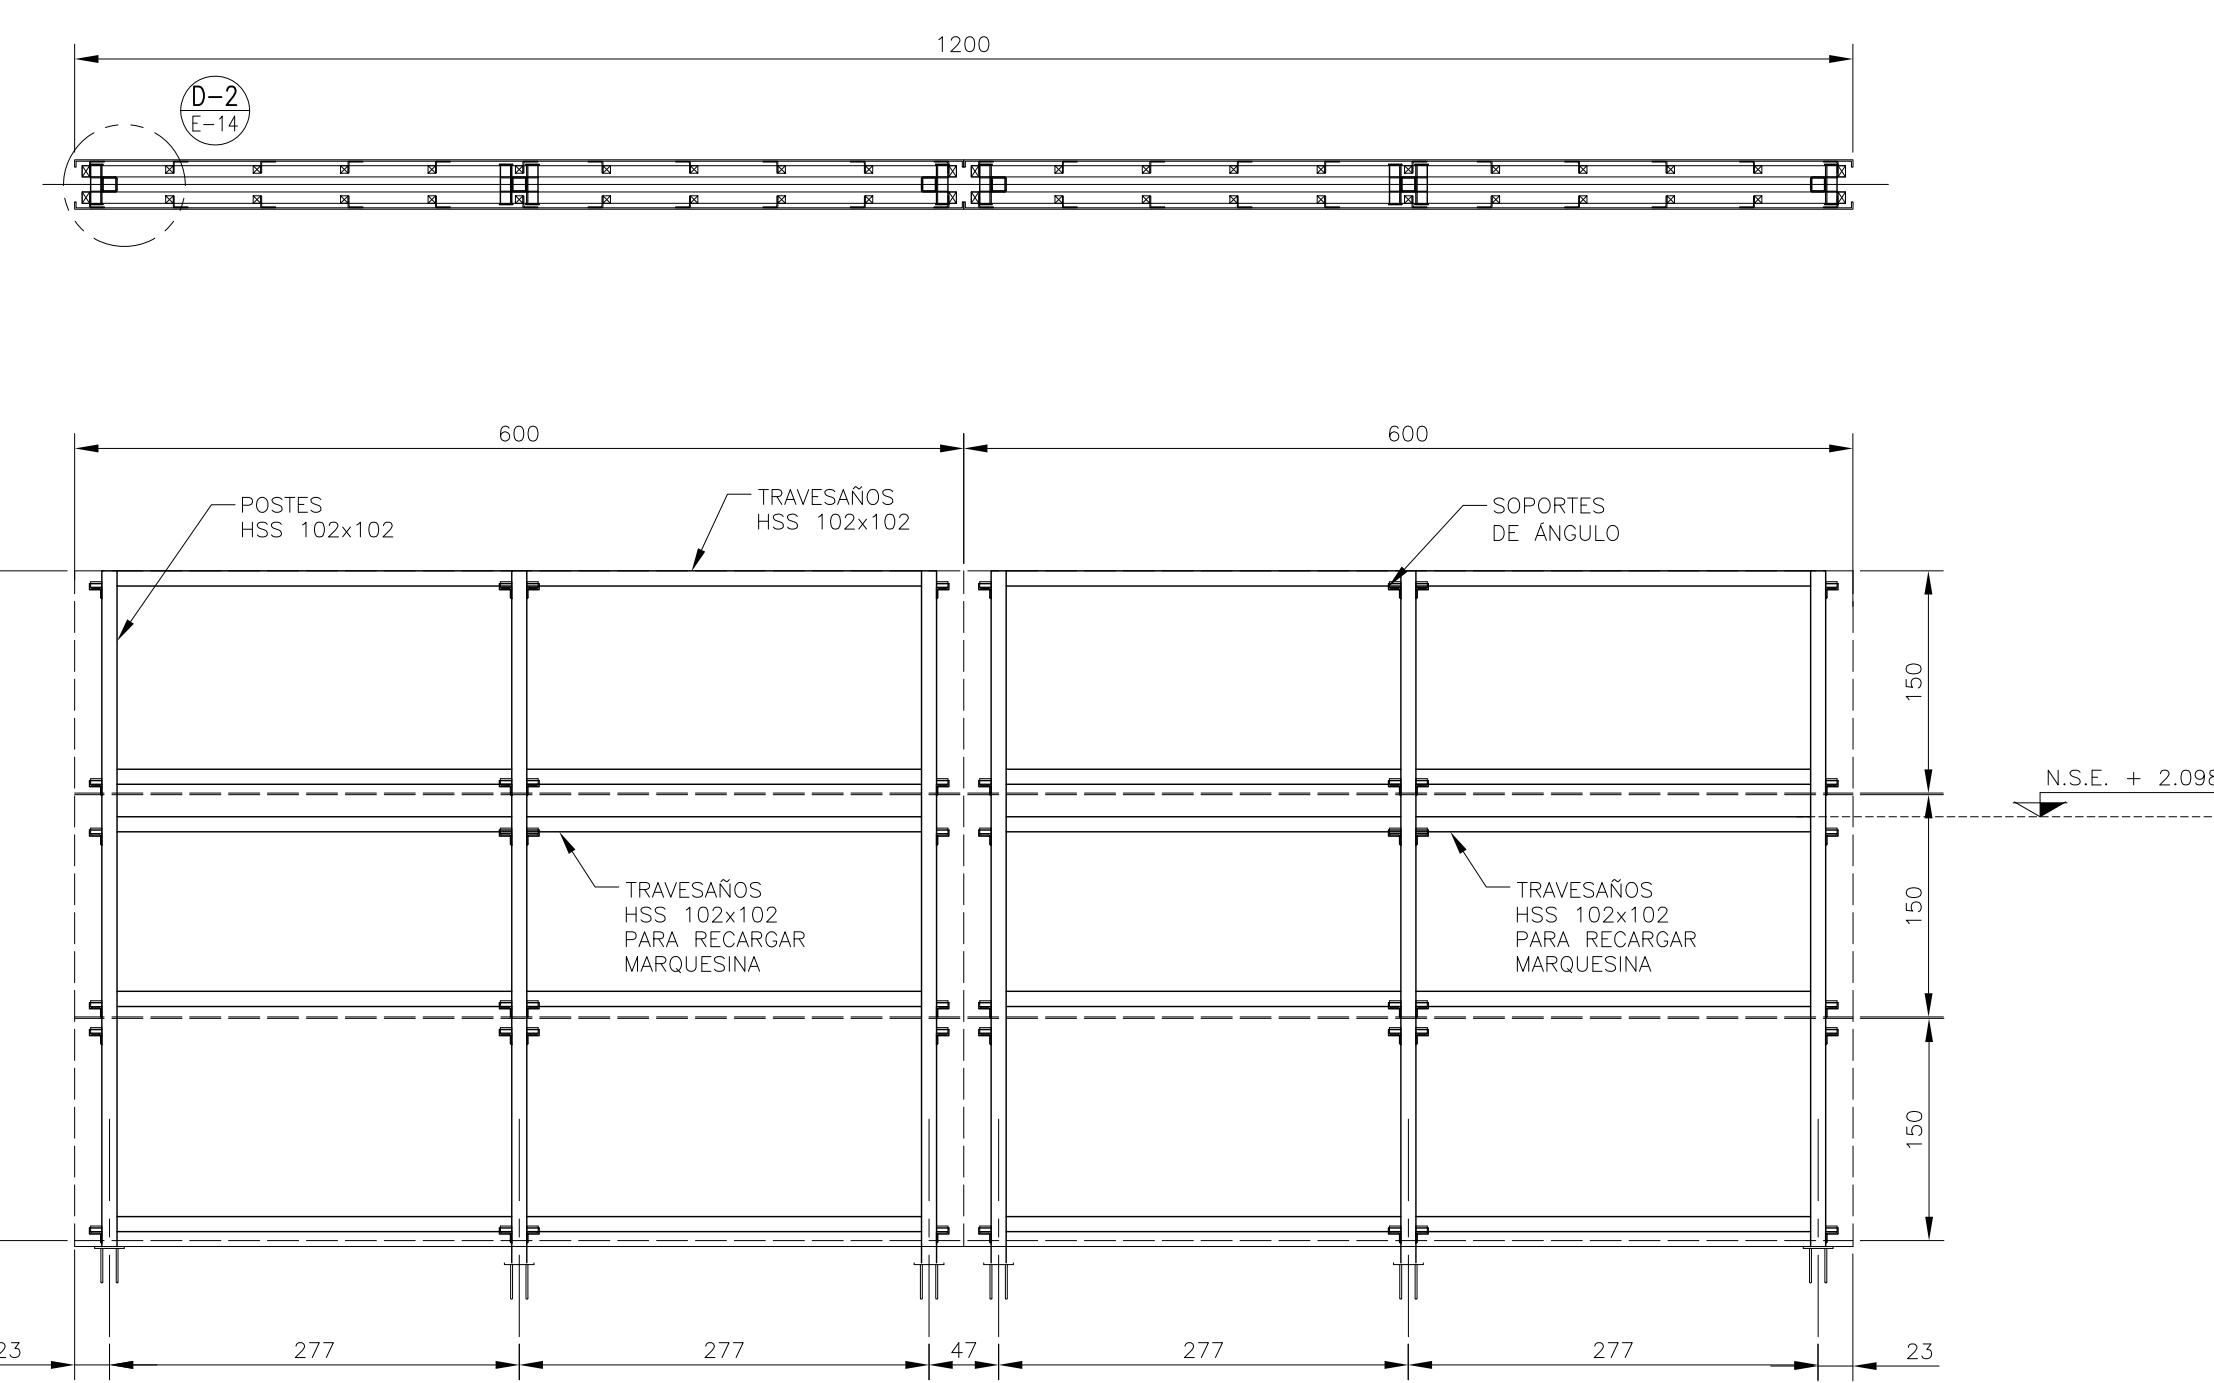 1200
D-2
E-14
600
600
POSTES
HSS 102x102
TRAVESAÑOS
HSS 102x102
SOPORTES
DE ÁNGULO
150
N.S.E. + 2.098
150
TRAVESAÑOS
HSS 102x102
PARA RECARGAR
MARQUESINA
TRAVESAÑOS
HSS 102x102
PARA RECARGAR
MARQUESINA
150
23
277
277
47
277
277
23